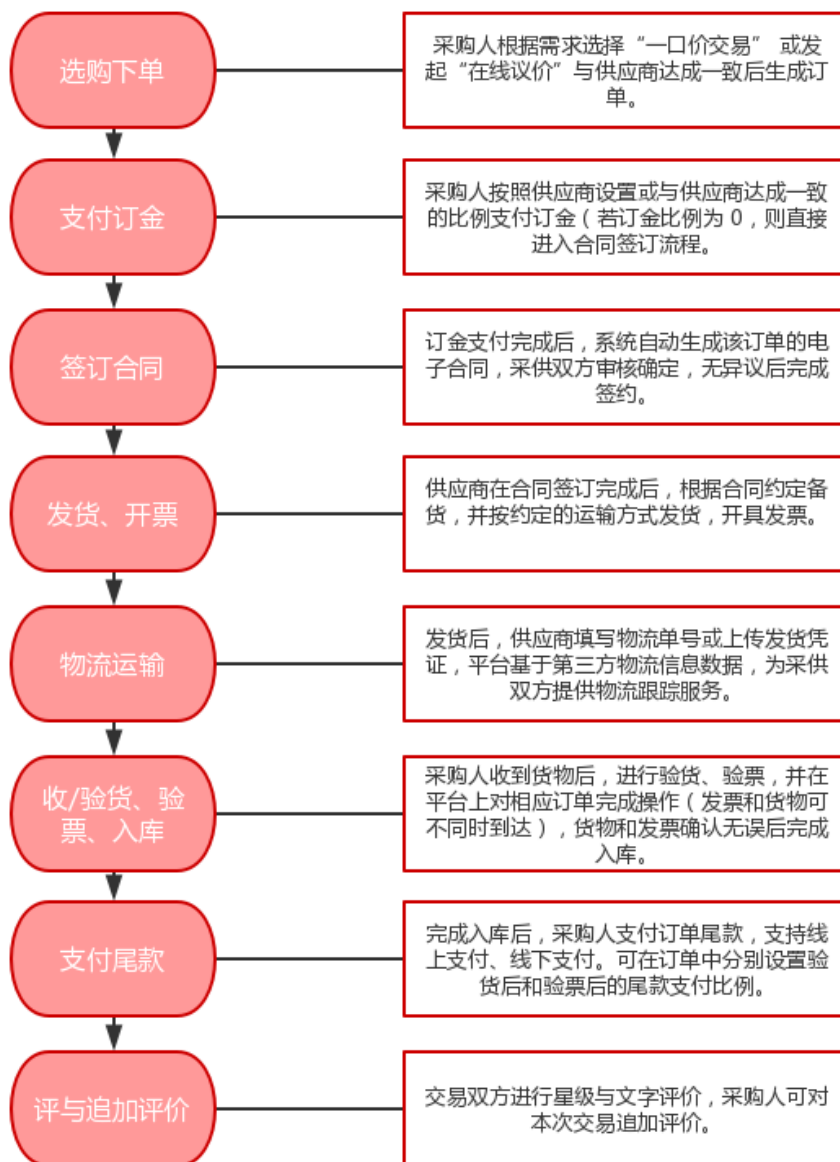 选购下单
采购人根据需求选择“一口价交易” 或发
起“在线议价”与供应商达成一致后生成订
单。
支付订金
采购人按照供应商设置或与供应商达成一致
的比例支付订金（若订金比例为 0，则直接
进入合同签订流程。
签订合同
订金支付完成后，系统自动生成该订单的电
子合同，采供双方审核确定，无异议后完成
签约。
发货、开票
供应商在合同签订完成后，根据合同约定备
货，并按约定的运输方式发货，开具发票。
物流运输
发货后，供应商填写物流单号或上传发货凭
证，平台基于第三方物流信息数据，为采供
双方提供物流跟踪服务。
收/验货、验
票、入库
采购人收到货物后，进行验货、验票，并在
平台上对相应订单完成操作（发票和货物可
不同时到达），货物和发票确认无误后完成
入库。
支付尾款
完成入库后，采购人支付订单尾款，支持线
上支付、线下支付。可在订单中分别设置验
货后和验票后的尾款支付比例。
评与追加评价
交易双方进行星级与文字评价，采购人可对
本次交易追加评价。